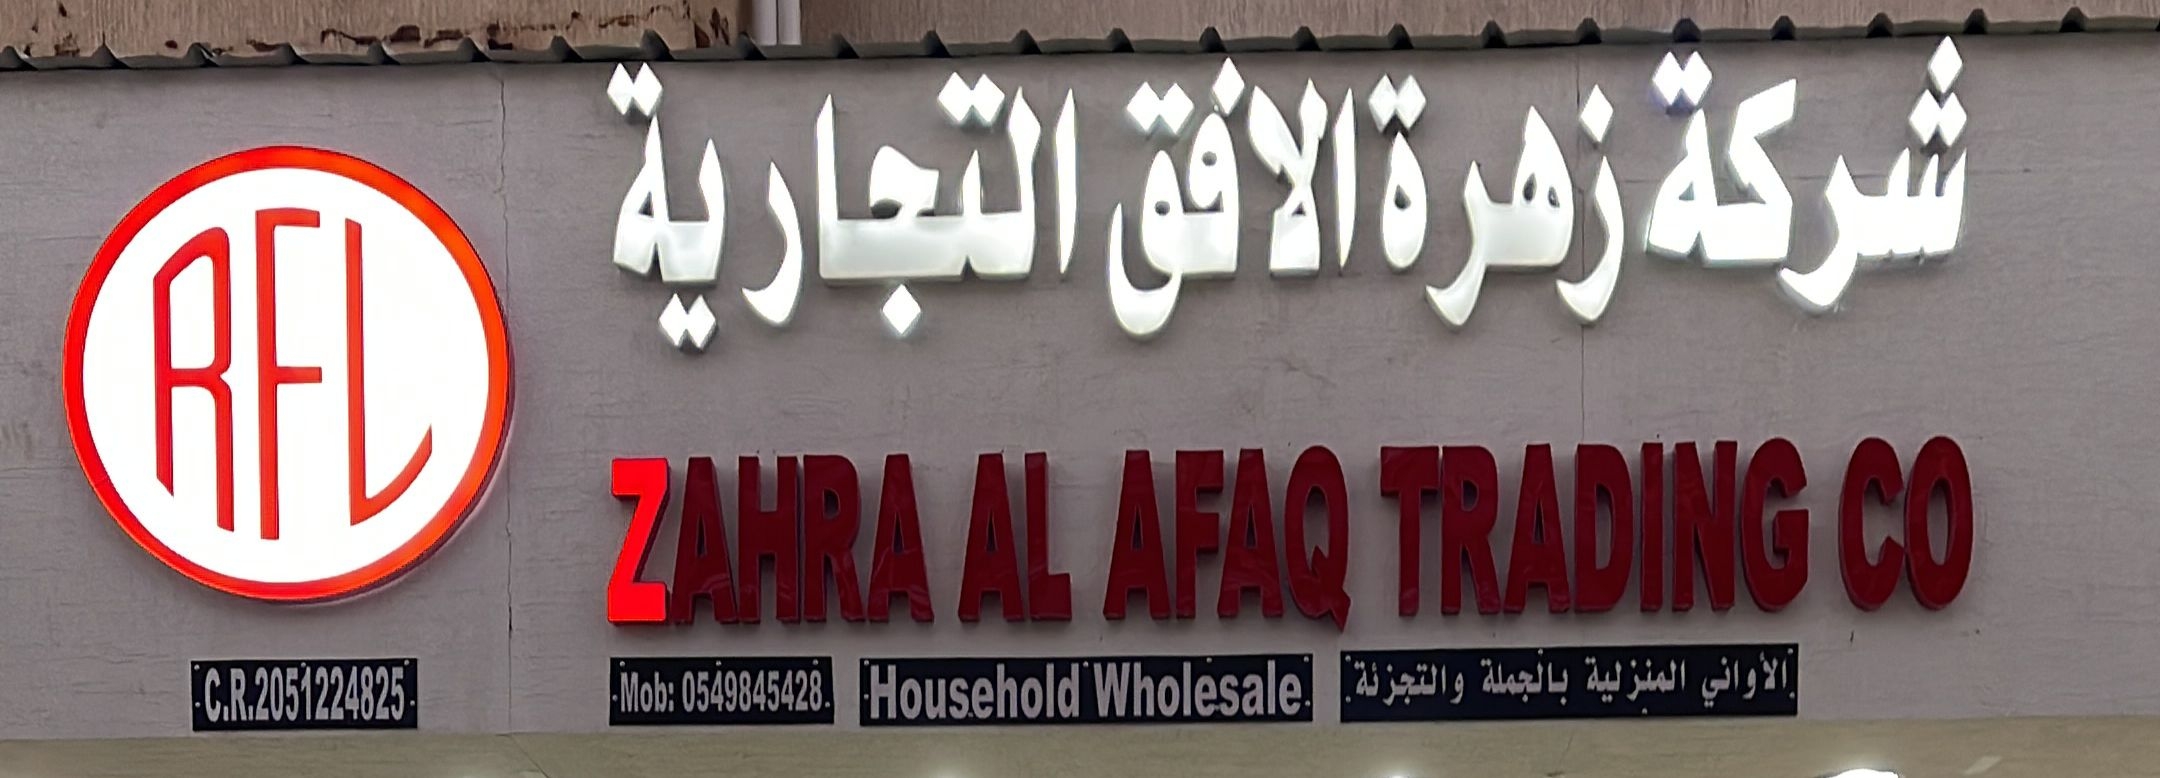 RFL
شركة زهرة الافق التجارية
ZAHRA AL AFAQ TRADING CO
C.R.2051224825
Mob: 0549845428
Household Wholesale
الأواني المنزلية بالجملة والتجزئة